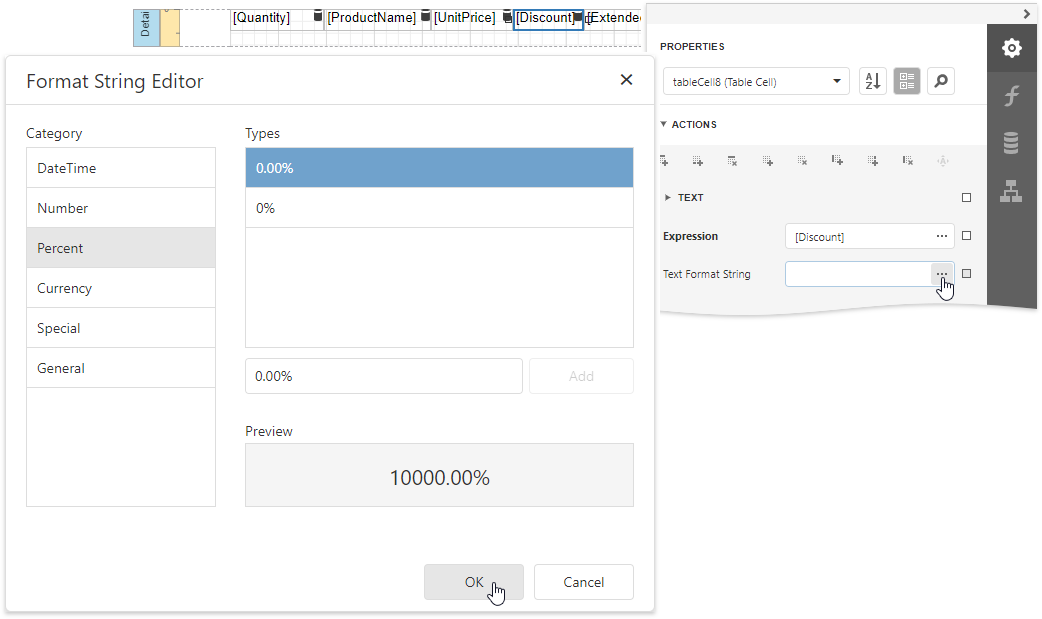 Detai
[Quantity] [ProductName] [UnitPrice] [Discount] [Extended
PROPERTIES
tableCell8 (Table Cell)
A
Z
ACTIONS
TEXT
Expression
[Discount]
...
Text Format String
...
Format String Editor
Category
DateTime
Number
Percent
Currency
Special
General
Types
0.00%
0%
0.00%
Add
Preview
10000.00%
OK
Cancel